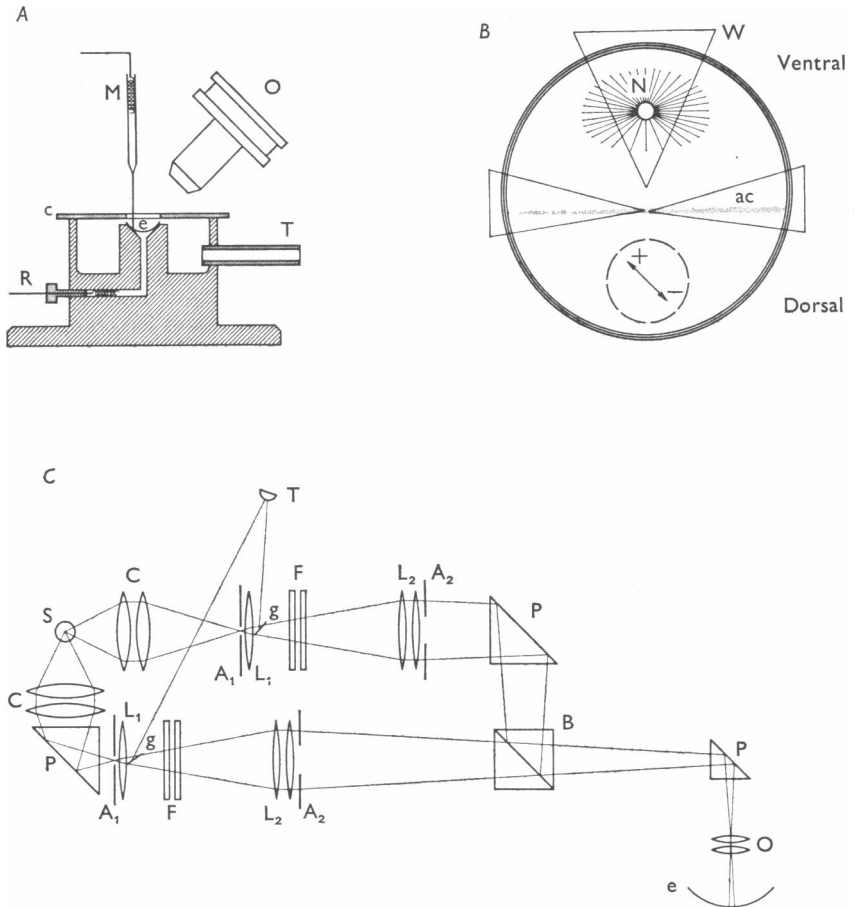 A
M
O
c
e
T
R
B
W
Ventral
N
ac
+
−
Dorsal
C
T
C
S
g
F
L₂ A₂
P
A₁ L₁
C
L₁
g
B
P
P
A₁
F
L₂ A₂
O
e